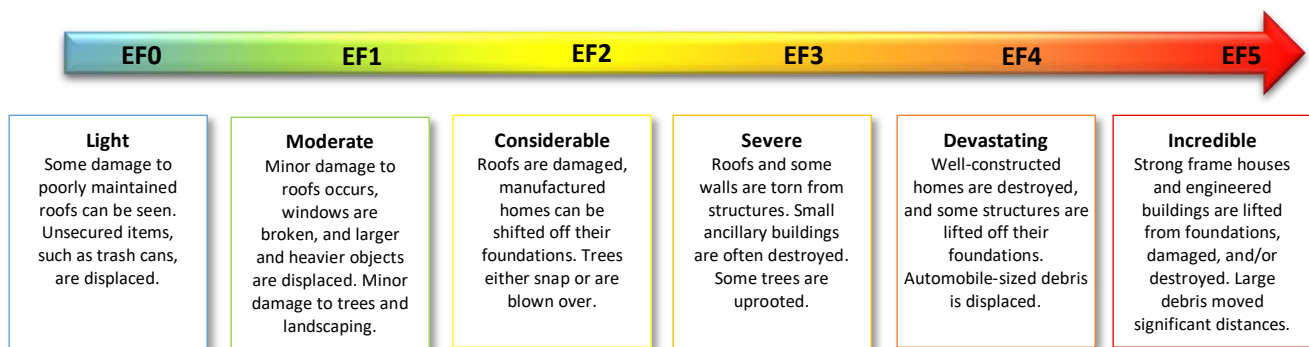 EF0 EF1 EF2 EF3 EF4 EF5
Light
Some damage to
poorly maintained
roofs can be seen.
Unsecured items,
such as trash cans,
are displaced.
Moderate
Minor damage to
roofs occurs,
windows are
broken, and larger
and heavier objects
are displaced. Minor
damage to trees and
landscaping.
Considerable
Roofs are damaged,
manufactured
homes can be
shifted off their
foundations. Trees
either snap or are
blown over.
Severe
Roofs and some
walls are torn from
structures. Small
ancillary buildings
are often destroyed.
Some trees are
uprooted.
Devastating
Well-constructed
homes are destroyed,
and some structures are
lifted off their
foundations.
Automobile-sized debris
is displaced.
Incredible
Strong frame houses
and engineered
buildings are lifted
from foundations,
damaged, and/or
destroyed. Large
debris moved
significant distances.